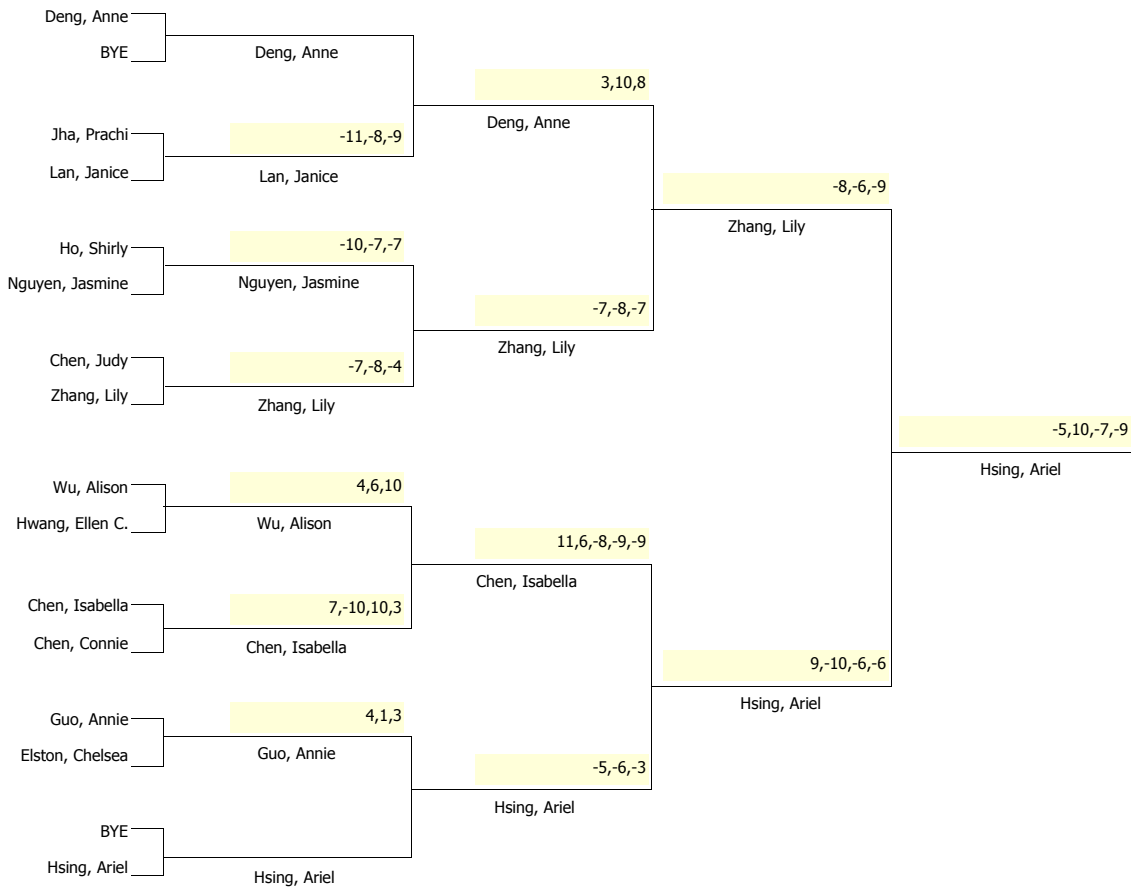 Deng, Anne
BYE
Deng, Anne
3,10,8
Deng, Anne
Jha, Prachi
-11,-8,-9
Lan, Janice
Lan, Janice
-8,-6,-9
Zhang, Lily
Ho, Shirly
-10,-7,-7
Nguyen, Jasmine
Nguyen, Jasmine
-7,-8,-7
Zhang, Lily
Chen, Judy
-7,-8,-4
Zhang, Lily
Zhang, Lily
-5,10,-7,-9
Hsing, Ariel
Wu, Alison
4,6,10
Hwang, Ellen C.
Wu, Alison
11,6,-8,-9,-9
Chen, Isabella
Chen, Isabella
7,-10,10,3
Chen, Connie
Chen, Isabella
9,-10,-6,-6
Hsing, Ariel
Guo, Annie
4,1,3
Elston, Chelsea
Guo, Annie
-5,-6,-3
Hsing, Ariel
BYE
Hsing, Ariel
Hsing, Ariel